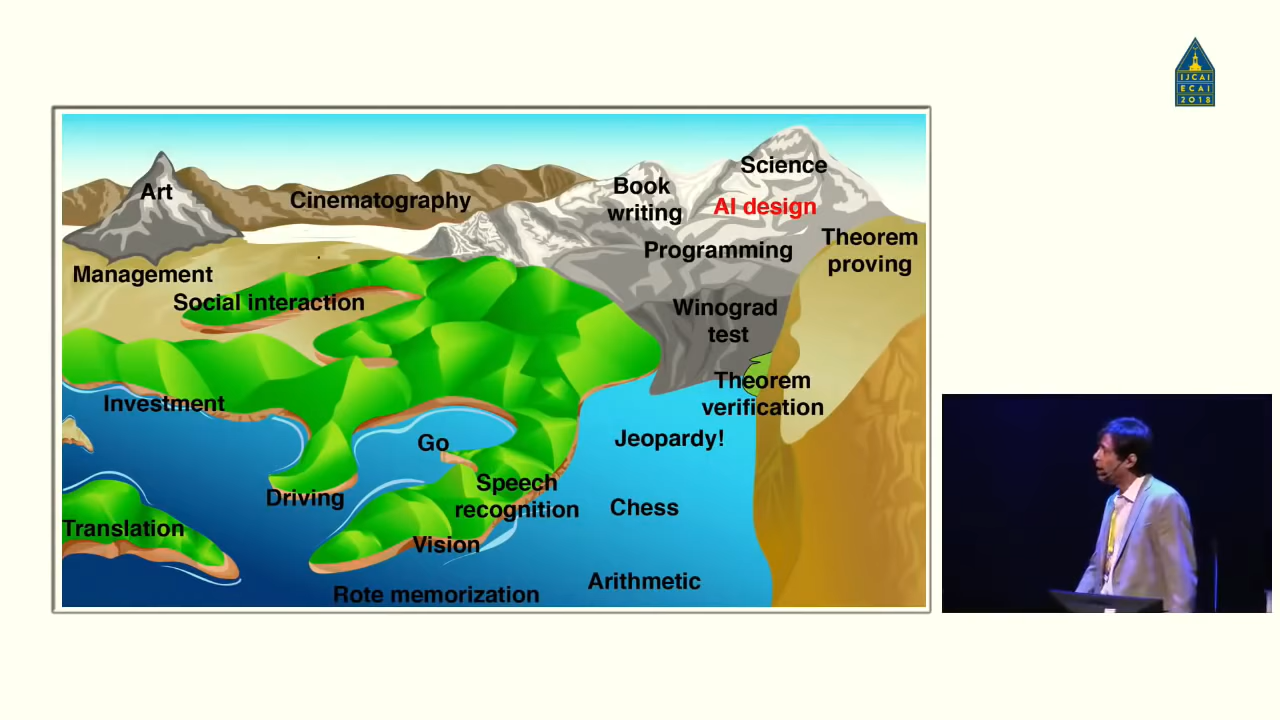 IJCAI
ECAI
2018
Science
Art
Book
writing
Cinematography
AI design
Theorem
proving
Programming
Management
Social interaction
Winograd
test
Theorem
verification
Investment
Jeopardy!
Go
Speech
recognition
Driving
Chess
Translation
Vision
Arithmetic
Rote memorization